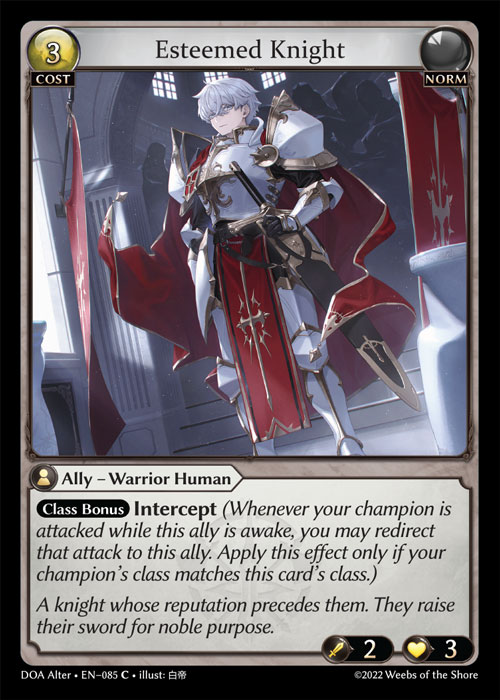 3
Esteemed Knight
COST
NORM
Ally – Warrior Human
Class Bonus Intercept (Whenever your champion is
attacked while this ally is awake, you may redirect
that attack to this ally. Apply this effect only if your
champion's class matches this card's class.)
A knight whose reputation precedes them. They raise
their sword for noble purpose.
2
3
DOA Alter • EN-085 C • illust: 白帝
©2022 Weebs of the Shore